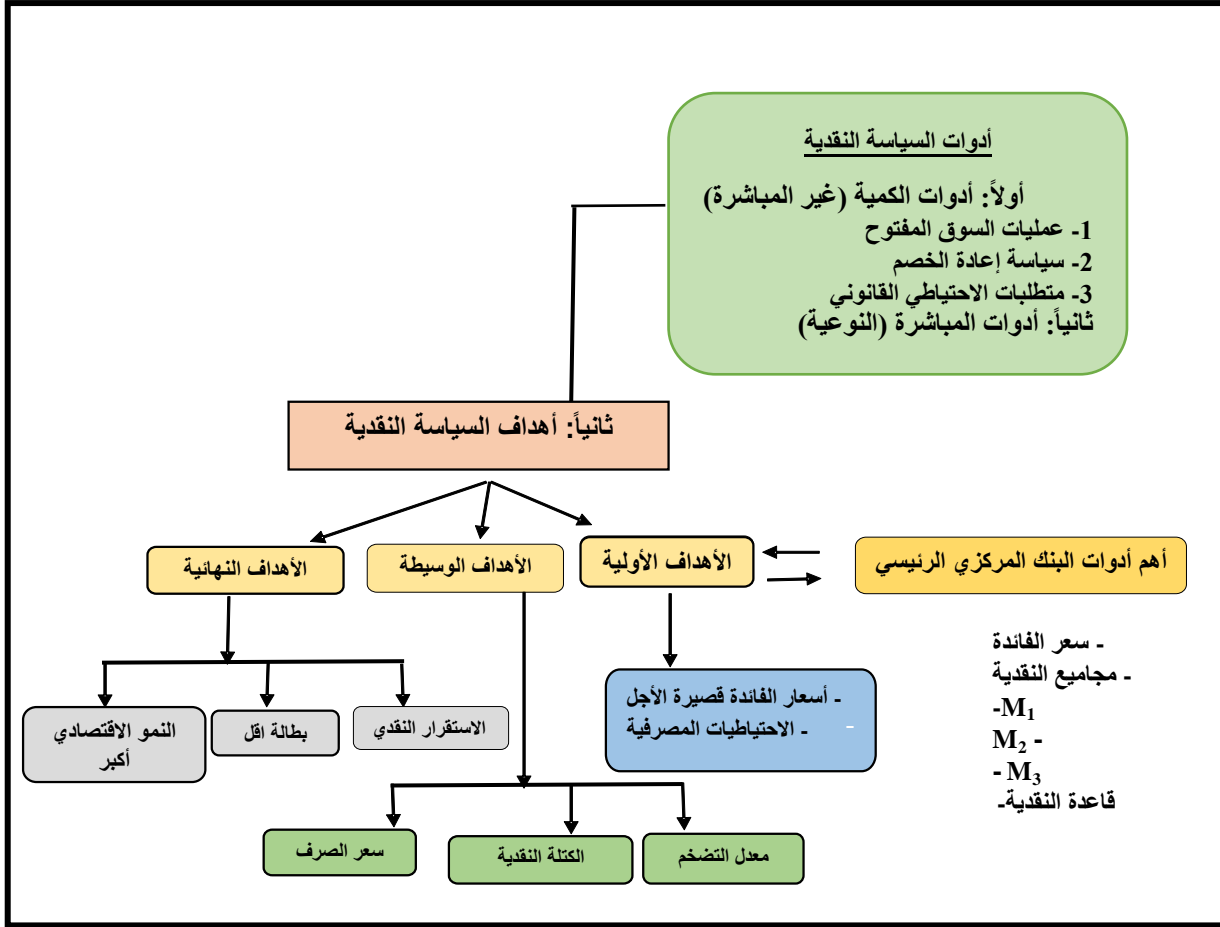 أدوات السياسة النقدية
أولاً: أدوات الكمية (غير المباشرة)
1- عمليات السوق المفتوح
2- سياسة إعادة الخصم
3- متطلبات الاحتياطي القانوني
ثانياً: أدوات المباشرة (النوعية)
ثانياً: أهداف السياسة النقدية
أهم أدوات البنك المركزي الرئيسي
الأهداف الأولية
الأهداف الوسيطة
الأهداف النهائية
- سعر الفائدة
- مجاميع النقدية
-M₁
M₂ -
- M₃
قاعدة النقدية-
- أسعار الفائدة قصيرة الأجل
- الاحتياطيات المصرفية
-
الاستقرار النقدي
بطالة اقل
النمو الاقتصادي
أكبر
معدل التضخم
الكتلة النقدية
سعر الصرف